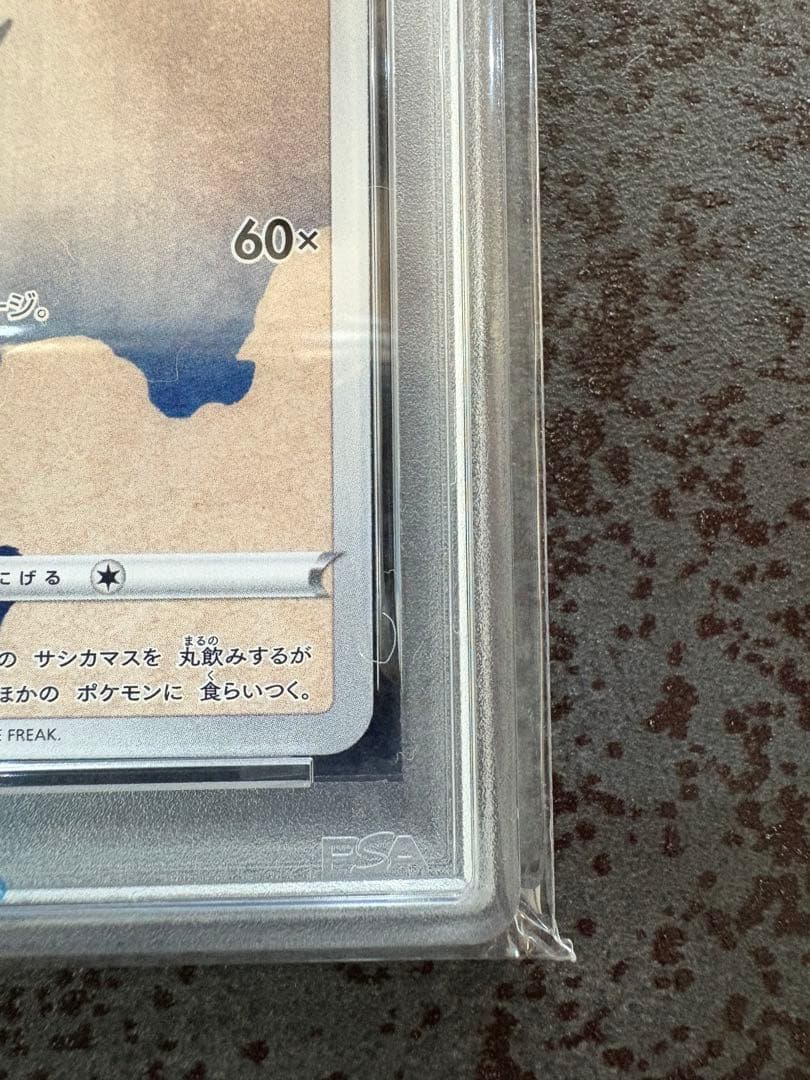 60×
ージ。
にげる
の サシカマスを 丸飲みするが
まるの
ほかの ポケモンに 食らいつく。
く
FREAK.
PSA